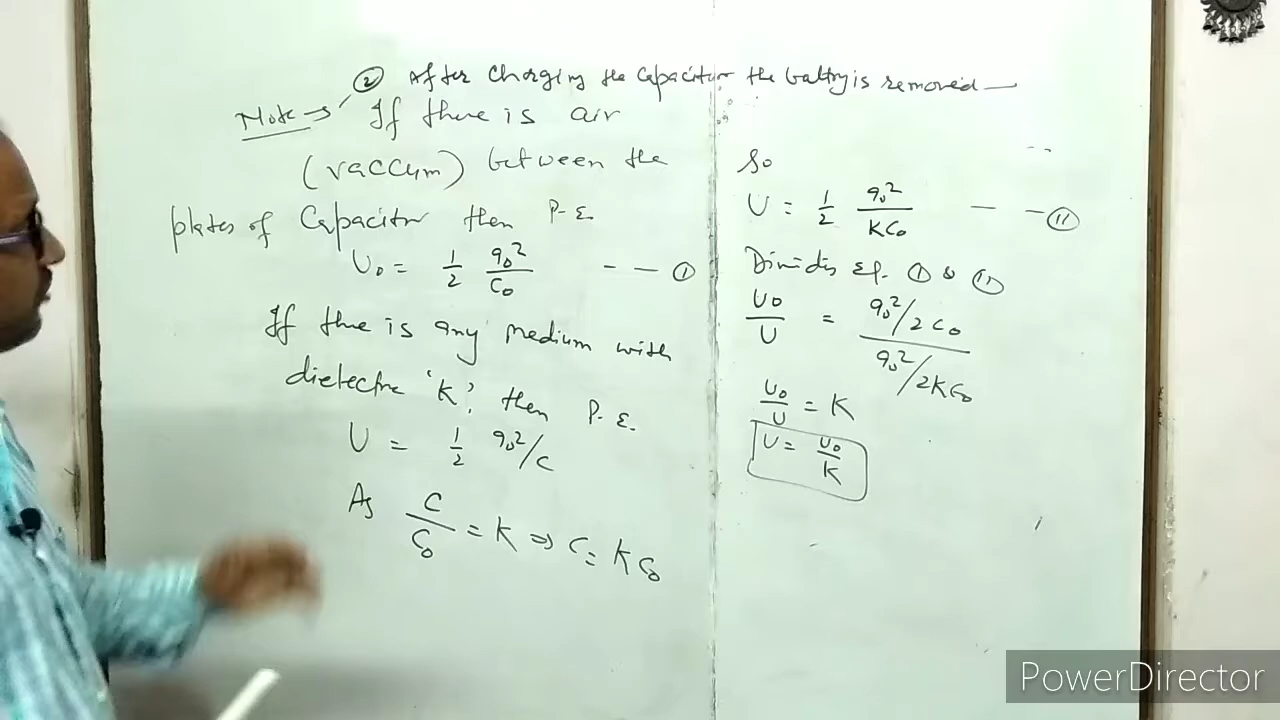 ② After Charging the Capacitor the battry is removed —
Note → If there is air
(vaccum) between the
plates of Capacitor then P.E.
U₀ = 1/2 q₀²/C₀ - - ①
If there is any medium with
dielectric 'K', then P.E.
U = 1/2 q₀²/C
As C/C₀ = K ⇒ C = KC₀
So
U = 1/2 q₀²/KC₀ - - ⑪
Divides Eq. ① & ⑪
U₀/U = q₀²/2C₀ / q₀²/2KC₀
U₀/U = K
U = U₀/K
PowerDirector